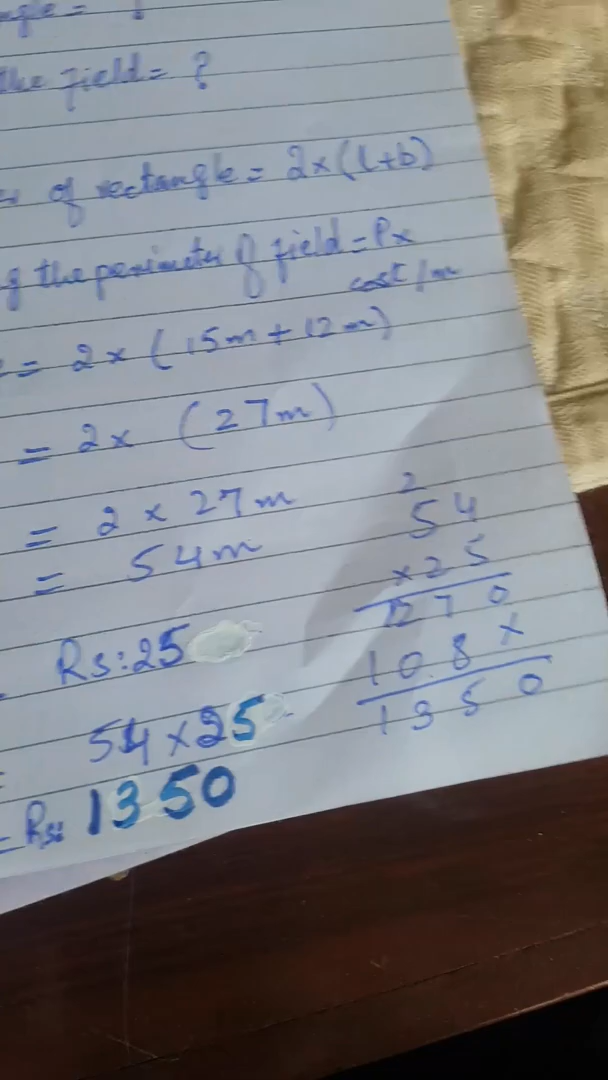 the field = ?
of rectangle = 2x(l+b)
the perimeter of field = Px
cost/m
= 2x (15m + 12m)
= 2x (27m)
= 2 x 27m
= 54m
Rs:25
54x25
=Rs: 1350
2
54
x25
270
108x
1350